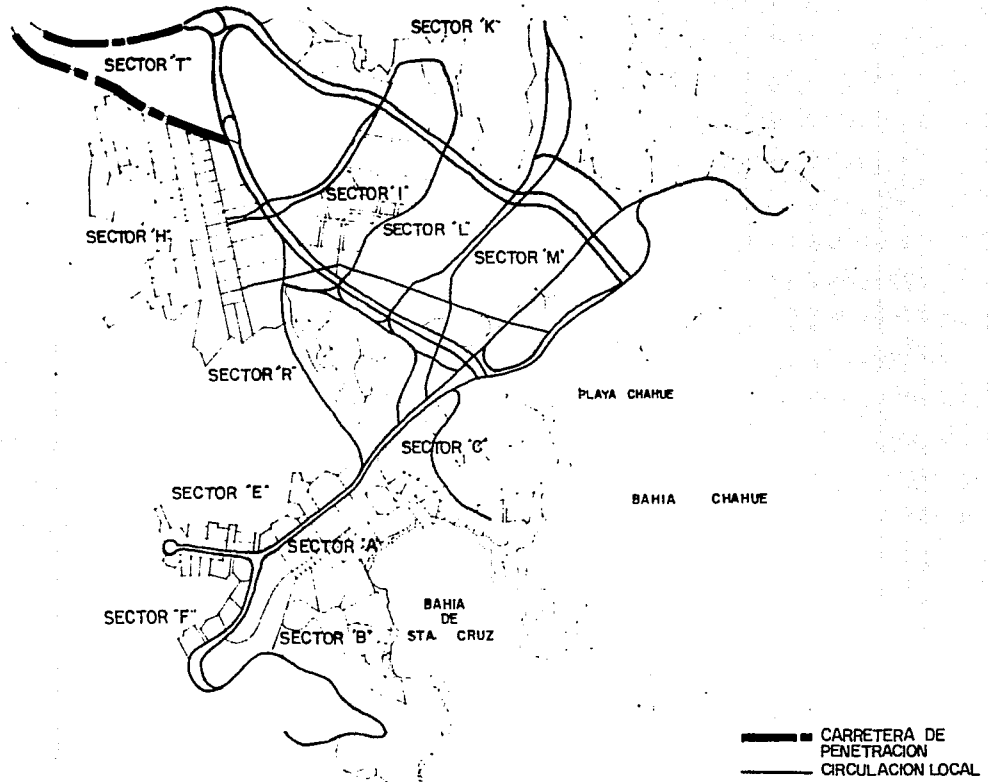 SECTOR "K"
SECTOR "T"
SECTOR "I"
SECTOR "H"
SECTOR "L"
SECTOR "M"
SECTOR "R"
PLAYA CHAHUE
SECTOR "C"
SECTOR "E"
BAHIA CHAHUE
SECTOR "A"
BAHIA
DE
STA. CRUZ
SECTOR "F"
SECTOR "B"
CARRETERA DE
PENETRACION
CIRCULACION LOCAL